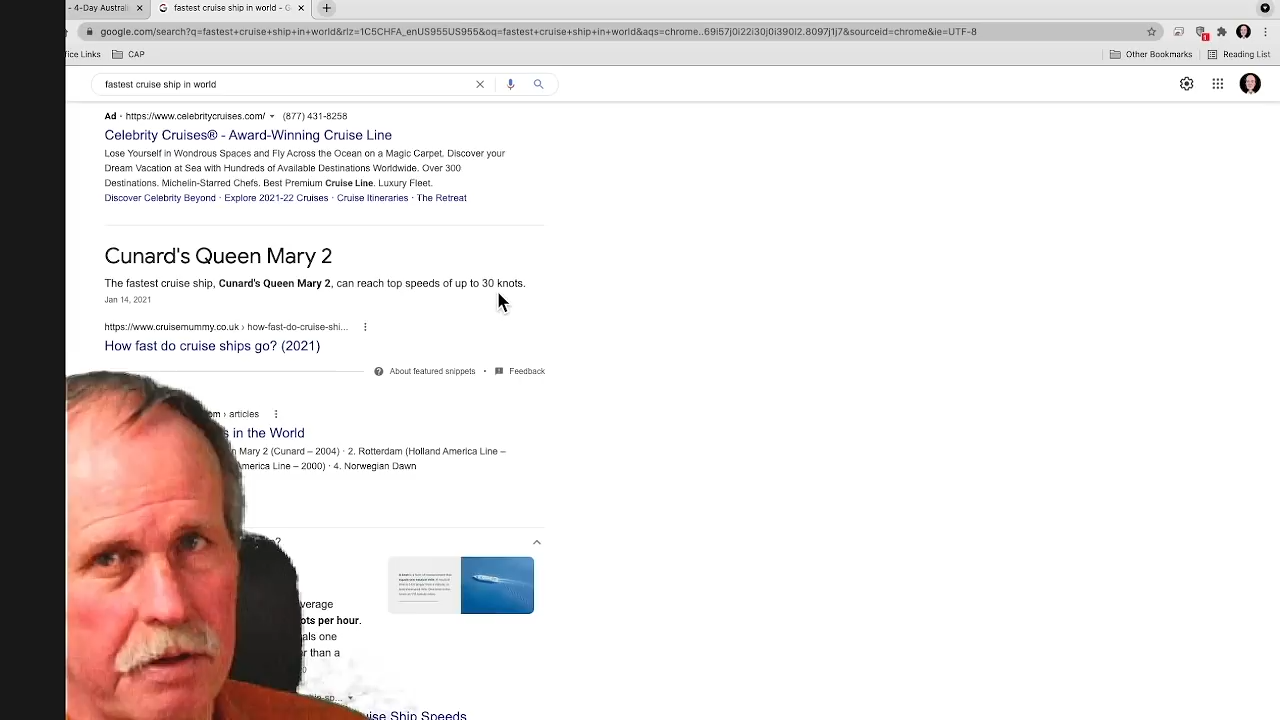 - 4-Day Austral
fastest cruise ship in world - G
google.com/search?q=fastest+cruise+ship+in+world&rlz=1C5CHFA_enUS955US955&oq=fastest+cruise+ship+in+world&aqs=chrome..69i57j0i22i30j0i390l2.8097j1j7&sourceid=chrome&ie=UTF-8
fice Links
CAP
Other Bookmarks
Reading List
fastest cruise ship in world
Ad · https://www.celebritycruises.com/ (877) 431-8258
Celebrity Cruises® - Award-Winning Cruise Line
Lose Yourself in Wondrous Spaces and Fly Across the Ocean on a Magic Carpet. Discover your
Dream Vacation at Sea with Hundreds of Available Destinations Worldwide. Over 300
Destinations. Michelin-Starred Chefs. Best Premium Cruise Line. Luxury Fleet.
Discover Celebrity Beyond · Explore 2021-22 Cruises · Cruise Itineraries · The Retreat
Cunard's Queen Mary 2
The fastest cruise ship, Cunard's Queen Mary 2, can reach top speeds of up to 30 knots.
Jan 14, 2021
https://www.cruisemummy.co.uk › how-fast-do-cruise-shi...
How fast do cruise ships go? (2021)
About featured snippets • Feedback
om › articles
s in the World
n Mary 2 (Cunard – 2004) · 2. Rotterdam (Holland America Line –
merica Line – 2000) · 4. Norwegian Dawn
?
verage
ots per hour.
als one
r than a
ise Ship Speeds